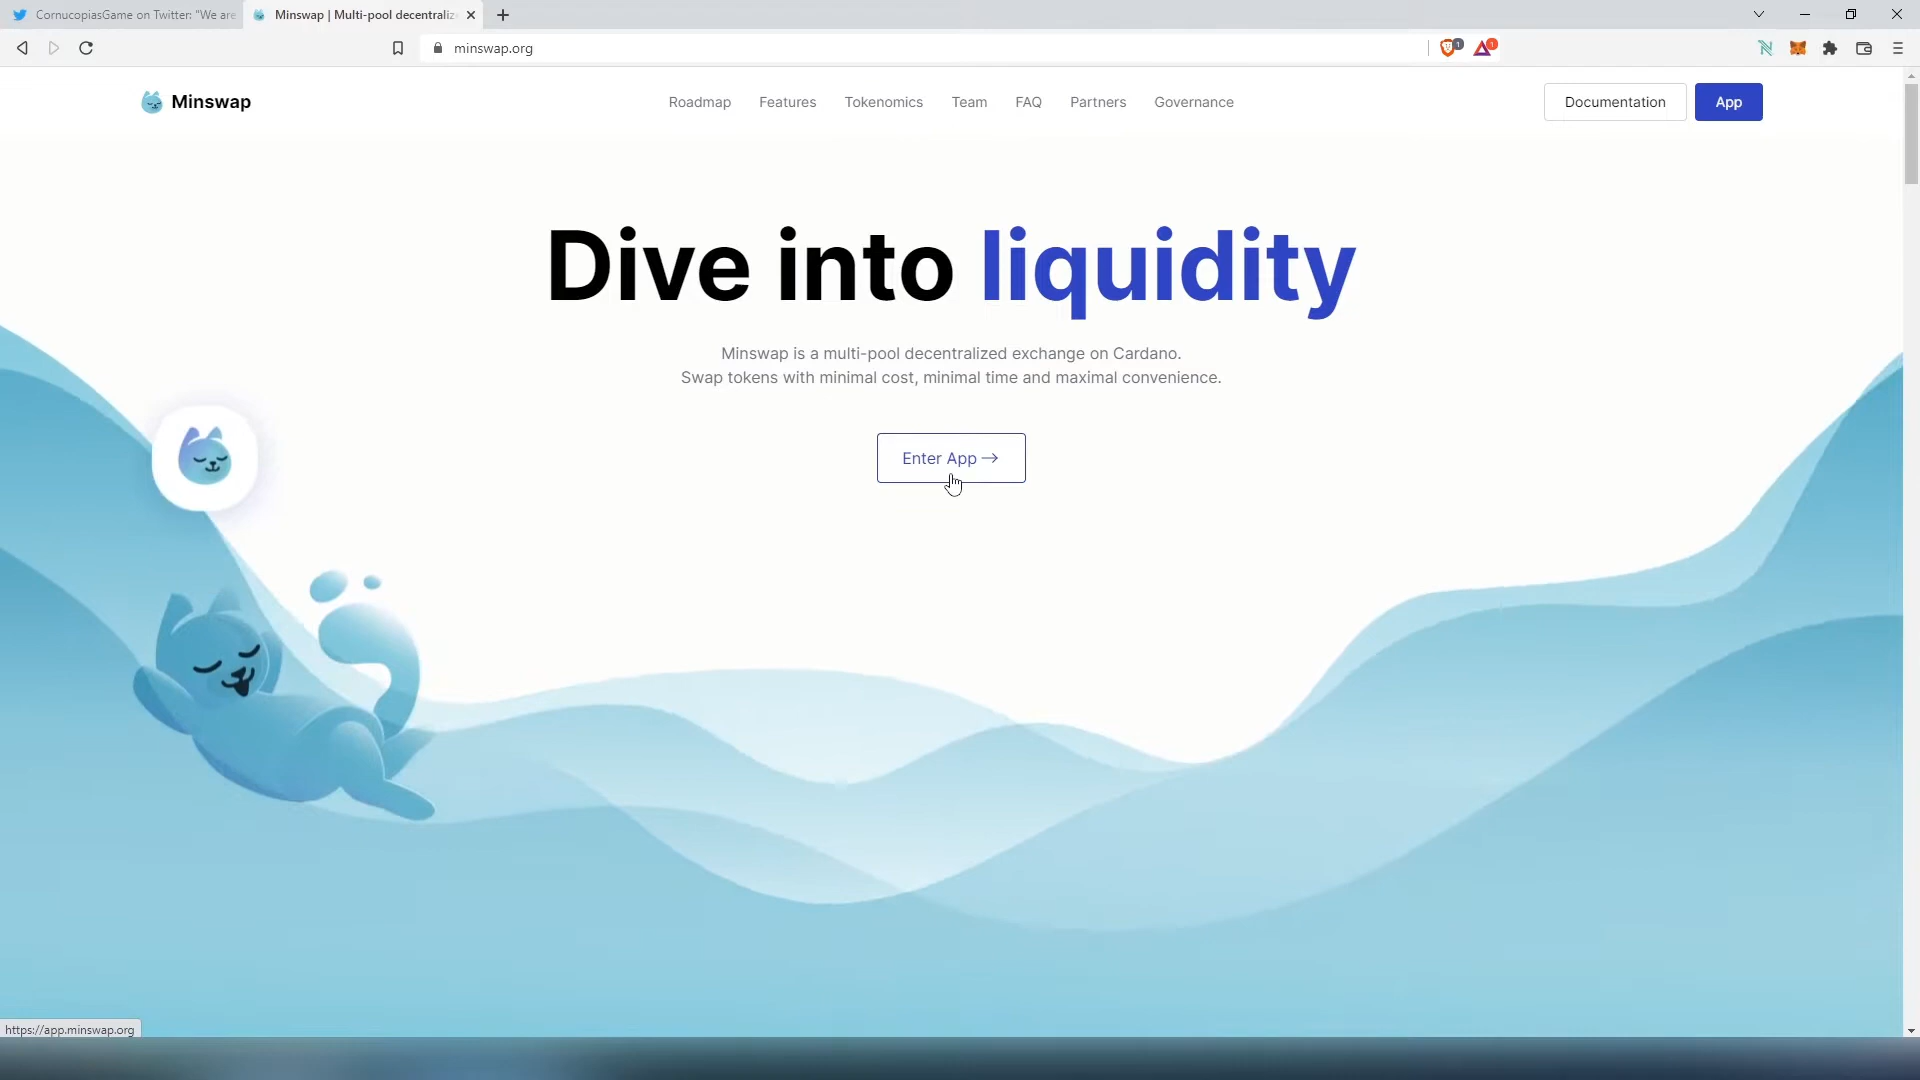 CornucopiasGame on Twitter: "We are
Minswap | Multi-pool decentraliz
minswap.org
1
1
Minswap
Roadmap
Features
Tokenomics
Team
FAQ
Partners
Governance
Documentation
App
Dive into liquidity
Minswap is a multi-pool decentralized exchange on Cardano.
Swap tokens with minimal cost, minimal time and maximal convenience.
Enter App →
https://app.minswap.org